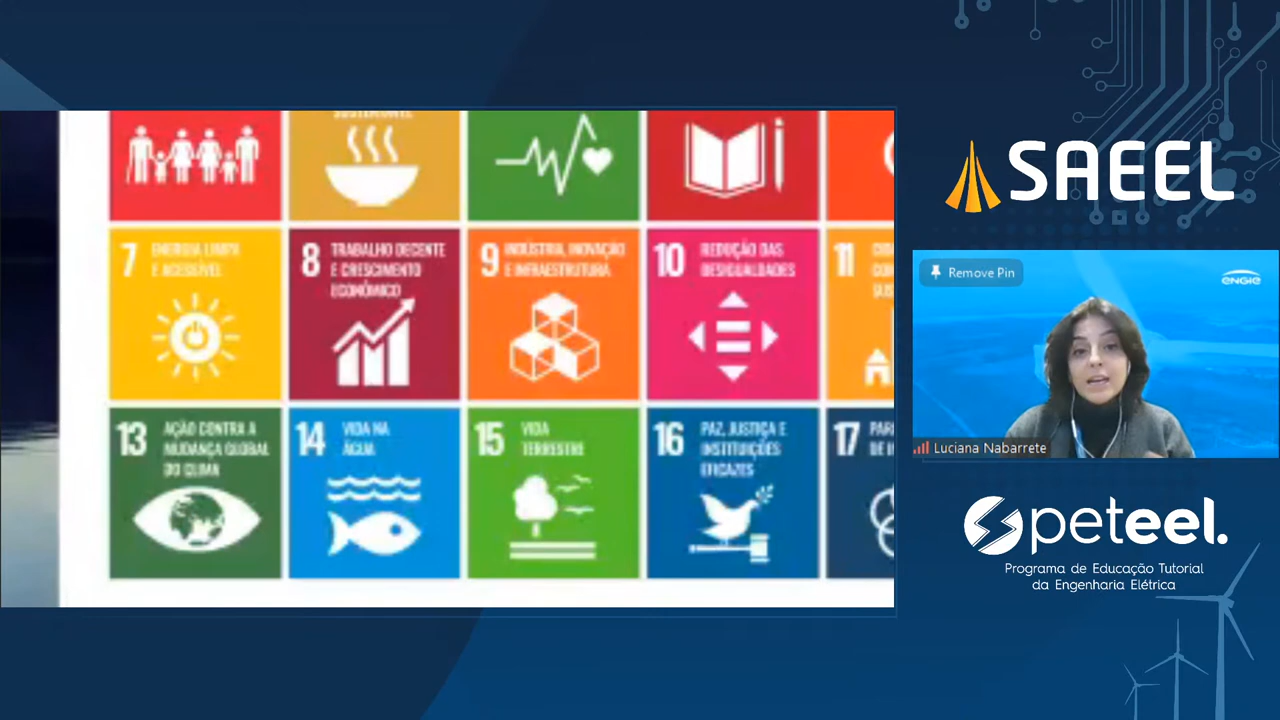 SUSTENTÁVEL
7 ENERGIA LIMPA
E ACESSÍVEL
8 TRABALHO DECENTE
E CRESCIMENTO
ECONÔMICO
9 INDÚSTRIA, INOVAÇÃO
E INFRAESTRUTURA
10 REDUÇÃO DAS
DESIGUALDADES
11
13 AÇÃO CONTRA A
MUDANÇA GLOBAL
DO CLIMA
14 VIDA NA
ÁGUA
15 VIDA
TERRESTRE
16 PAZ, JUSTIÇA E
INSTITUIÇÕES
EFICAZES
17
SAEEL
Remove Pin
ENGIE
Luciana Nabarrete
peteel.
Programa de Educação Tutorial
da Engenharia Elétrica